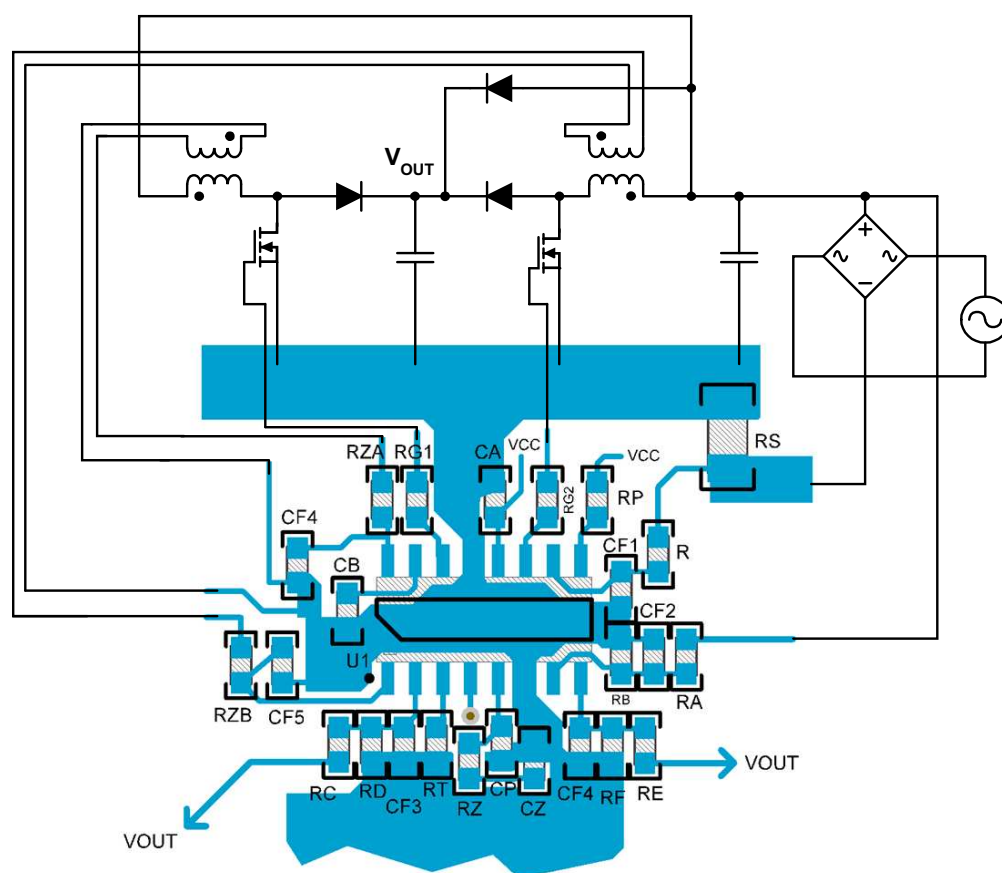 VOUT
+
−
RS
RZA
RG1
CA
VCC
RG2
RP
VCC
CF4
CB
CF1
R
CF2
U1
RZB
CF5
RB
RA
RC
RD
CF3
RT
RZ
CP
CZ
CF4
RF
RE
VOUT
VOUT